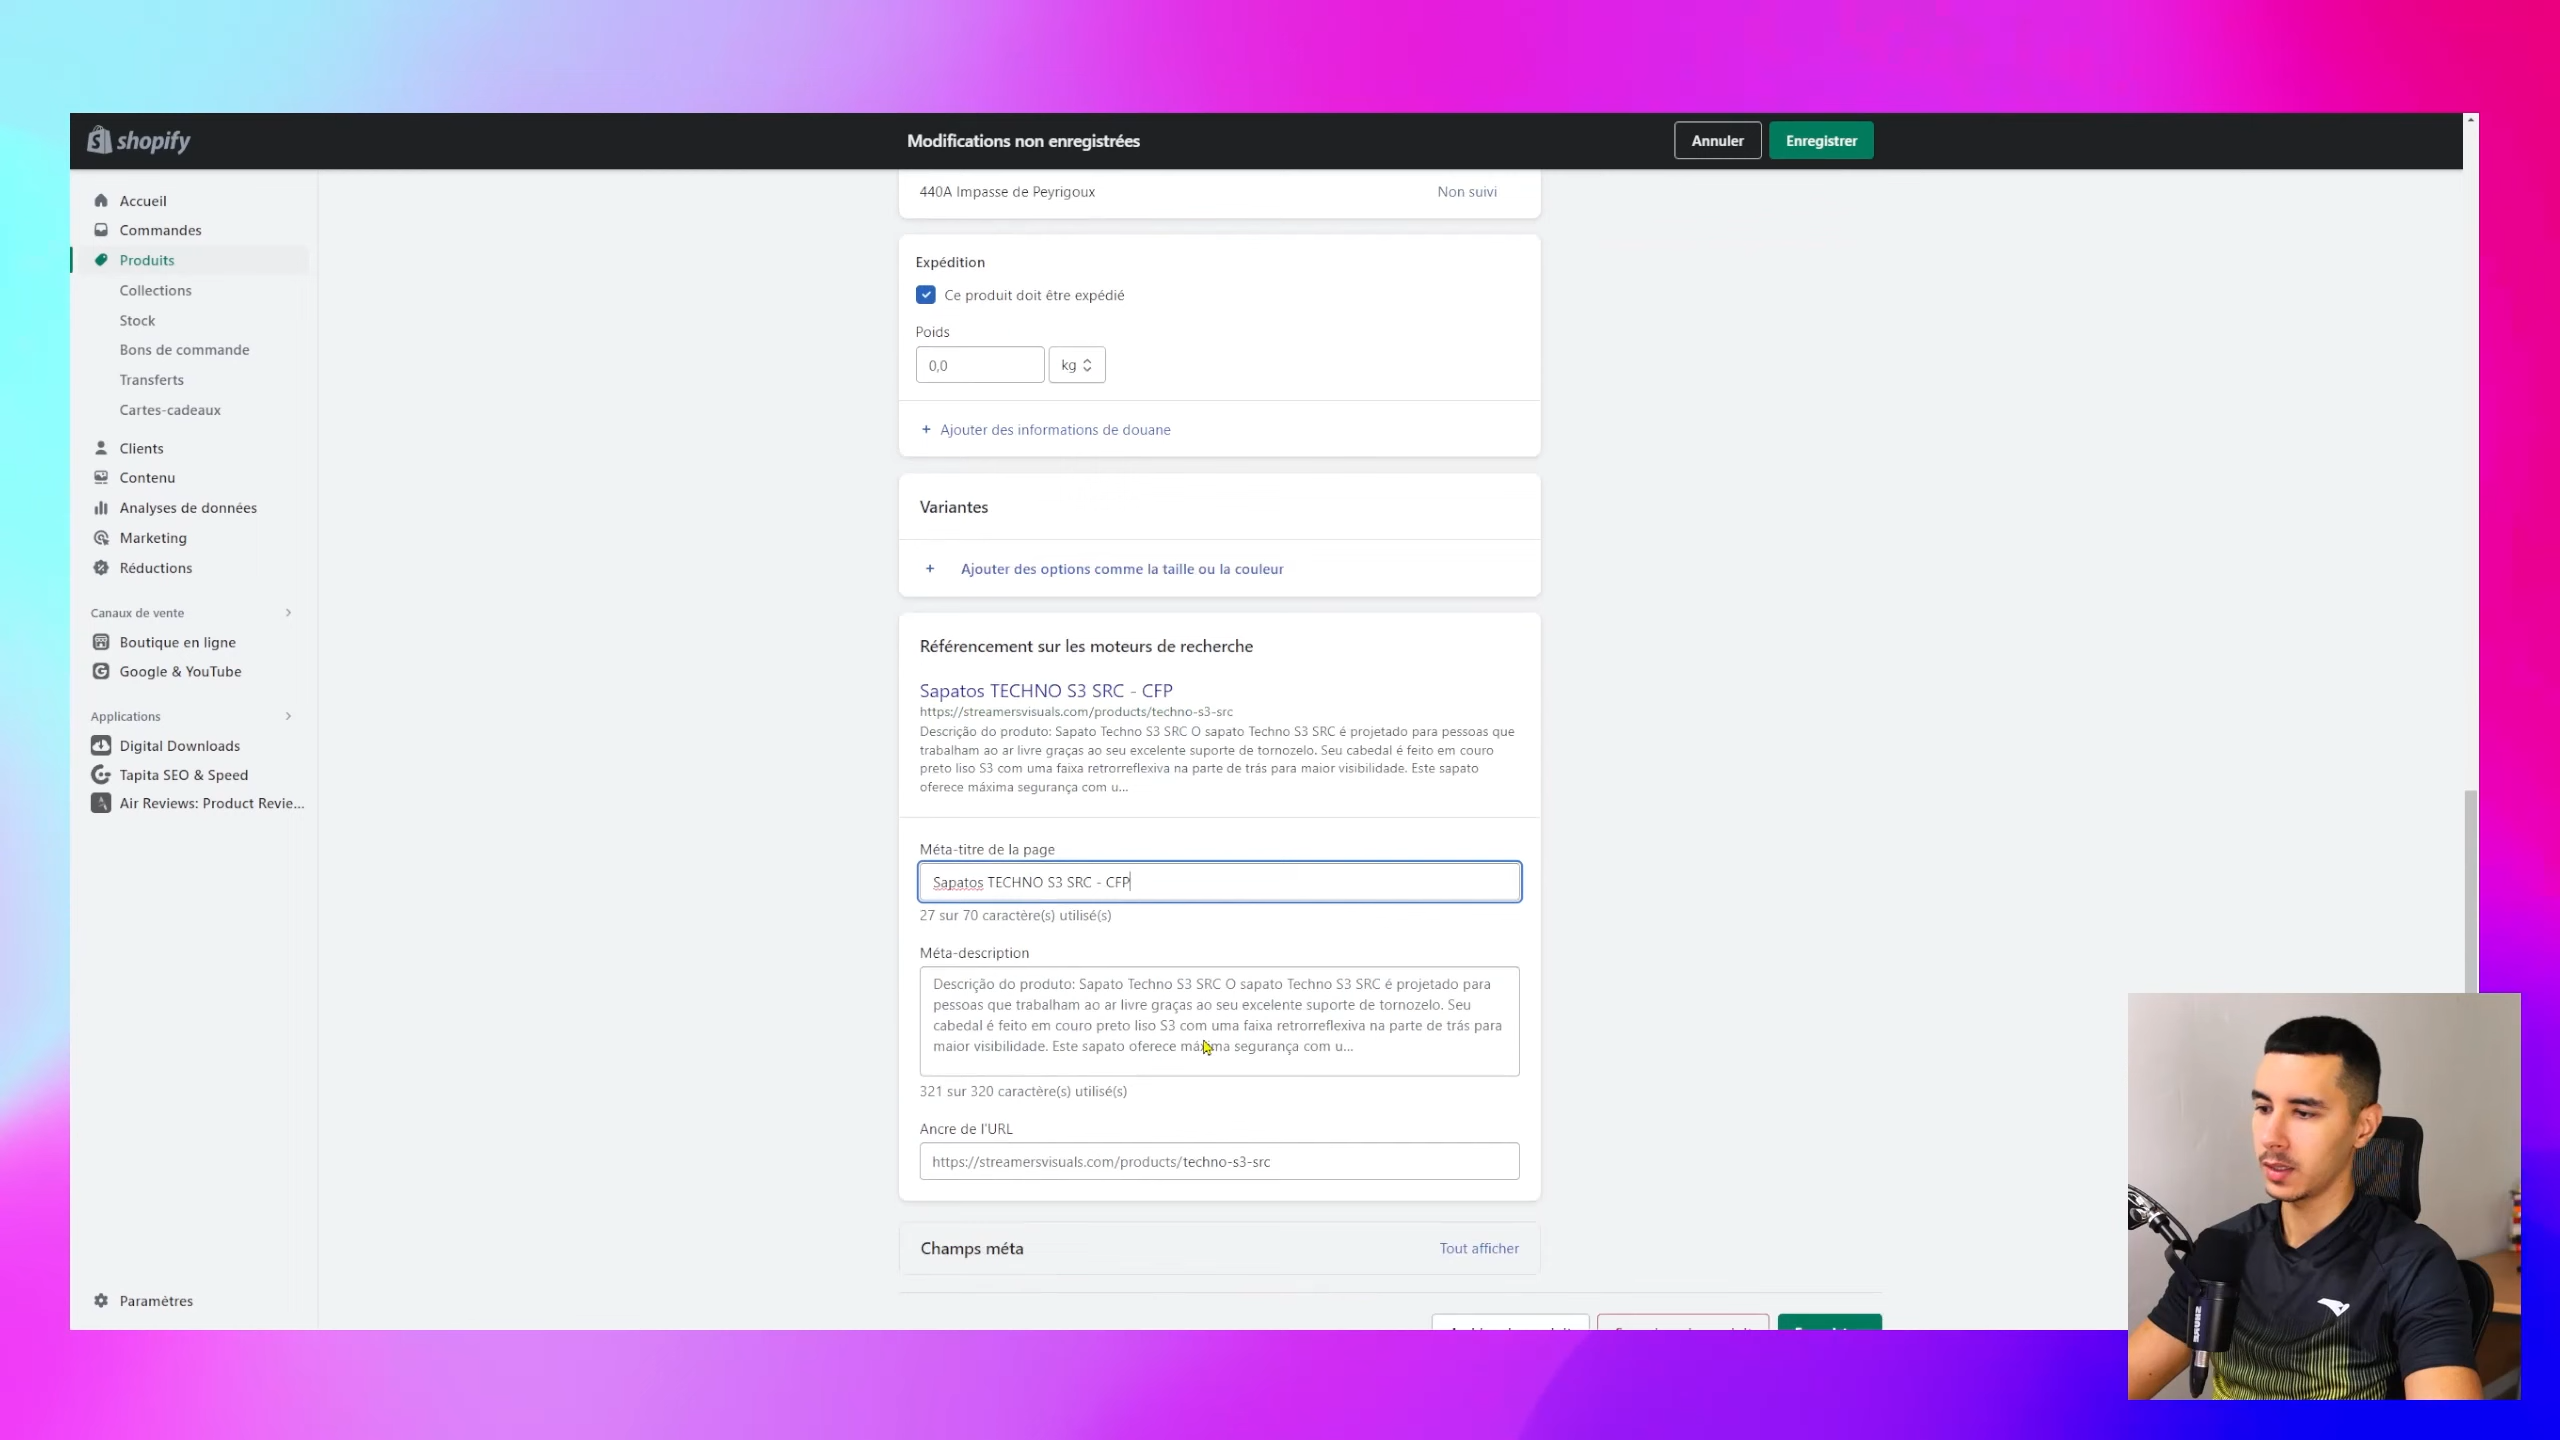 shopify
Modifications non enregistrées
Annuler
Enregistrer
Accueil
Commandes
Produits
Collections
Stock
Bons de commande
Transferts
Cartes-cadeaux
Clients
Contenu
Analyses de données
Marketing
Réductions
Canaux de vente
Boutique en ligne
Google & YouTube
Applications
Digital Downloads
Tapita SEO & Speed
Air Reviews: Product Revie...
Paramètres
440A Impasse de Peyrigoux
Non suivi
Expédition
Ce produit doit être expédié
Poids
0,0
kg
+ Ajouter des informations de douane
Variantes
+ Ajouter des options comme la taille ou la couleur
Référencement sur les moteurs de recherche
Sapatos TECHNO S3 SRC - CFP
https://streamersvisuals.com/products/techno-s3-src
Descrição do produto: Sapato Techno S3 SRC O sapato Techno S3 SRC é projetado para pessoas que
trabalham ao ar livre graças ao seu excelente suporte de tornozelo. Seu cabedal é feito em couro
preto liso S3 com uma faixa retrorreflexiva na parte de trás para maior visibilidade. Este sapato
oferece máxima segurança com u...
Méta-titre de la page
Sapatos TECHNO S3 SRC - CFP
27 sur 70 caractère(s) utilisé(s)
Méta-description
Descrição do produto: Sapato Techno S3 SRC O sapato Techno S3 SRC é projetado para
pessoas que trabalham ao ar livre graças ao seu excelente suporte de tornozelo. Seu
cabedal é feito em couro preto liso S3 com uma faixa retrorreflexiva na parte de trás para
maior visibilidade. Este sapato oferece máxima segurança com u...
321 sur 320 caractère(s) utilisé(s)
Ancre de l'URL
https://streamersvisuals.com/products/techno-s3-src
Champs méta
Tout afficher